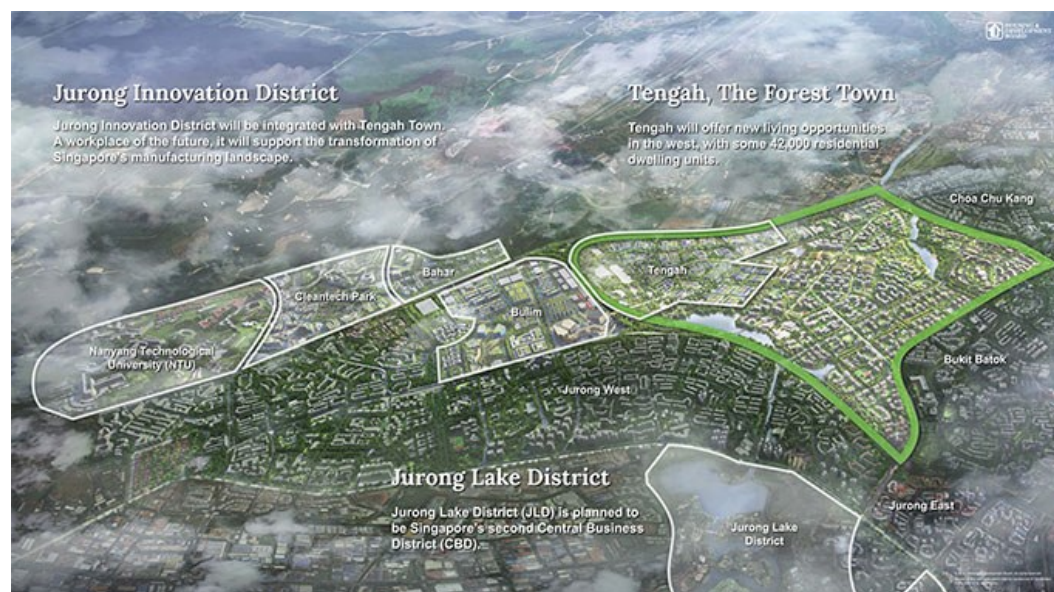 HOUSING &
DEVELOPMENT
BOARD
Jurong Innovation District
Jurong Innovation District will be integrated with Tengah Town.
A workplace of the future, it will support the transformation of
Singapore's manufacturing landscape.
Tengah, The Forest Town
Tengah will offer new living opportunities
in the west, with some 42,000 residential
dwelling units.
Choa Chu Kang
Tengah
Bahar
Cleantech Park
Bulim
Nanyang Technological
University (NTU)
Bukit Batok
Jurong West
Jurong Lake District
Jurong Lake District (JLD) is planned to
be Singapore's second Central Business
District (CBD).
Jurong East
Jurong Lake
District